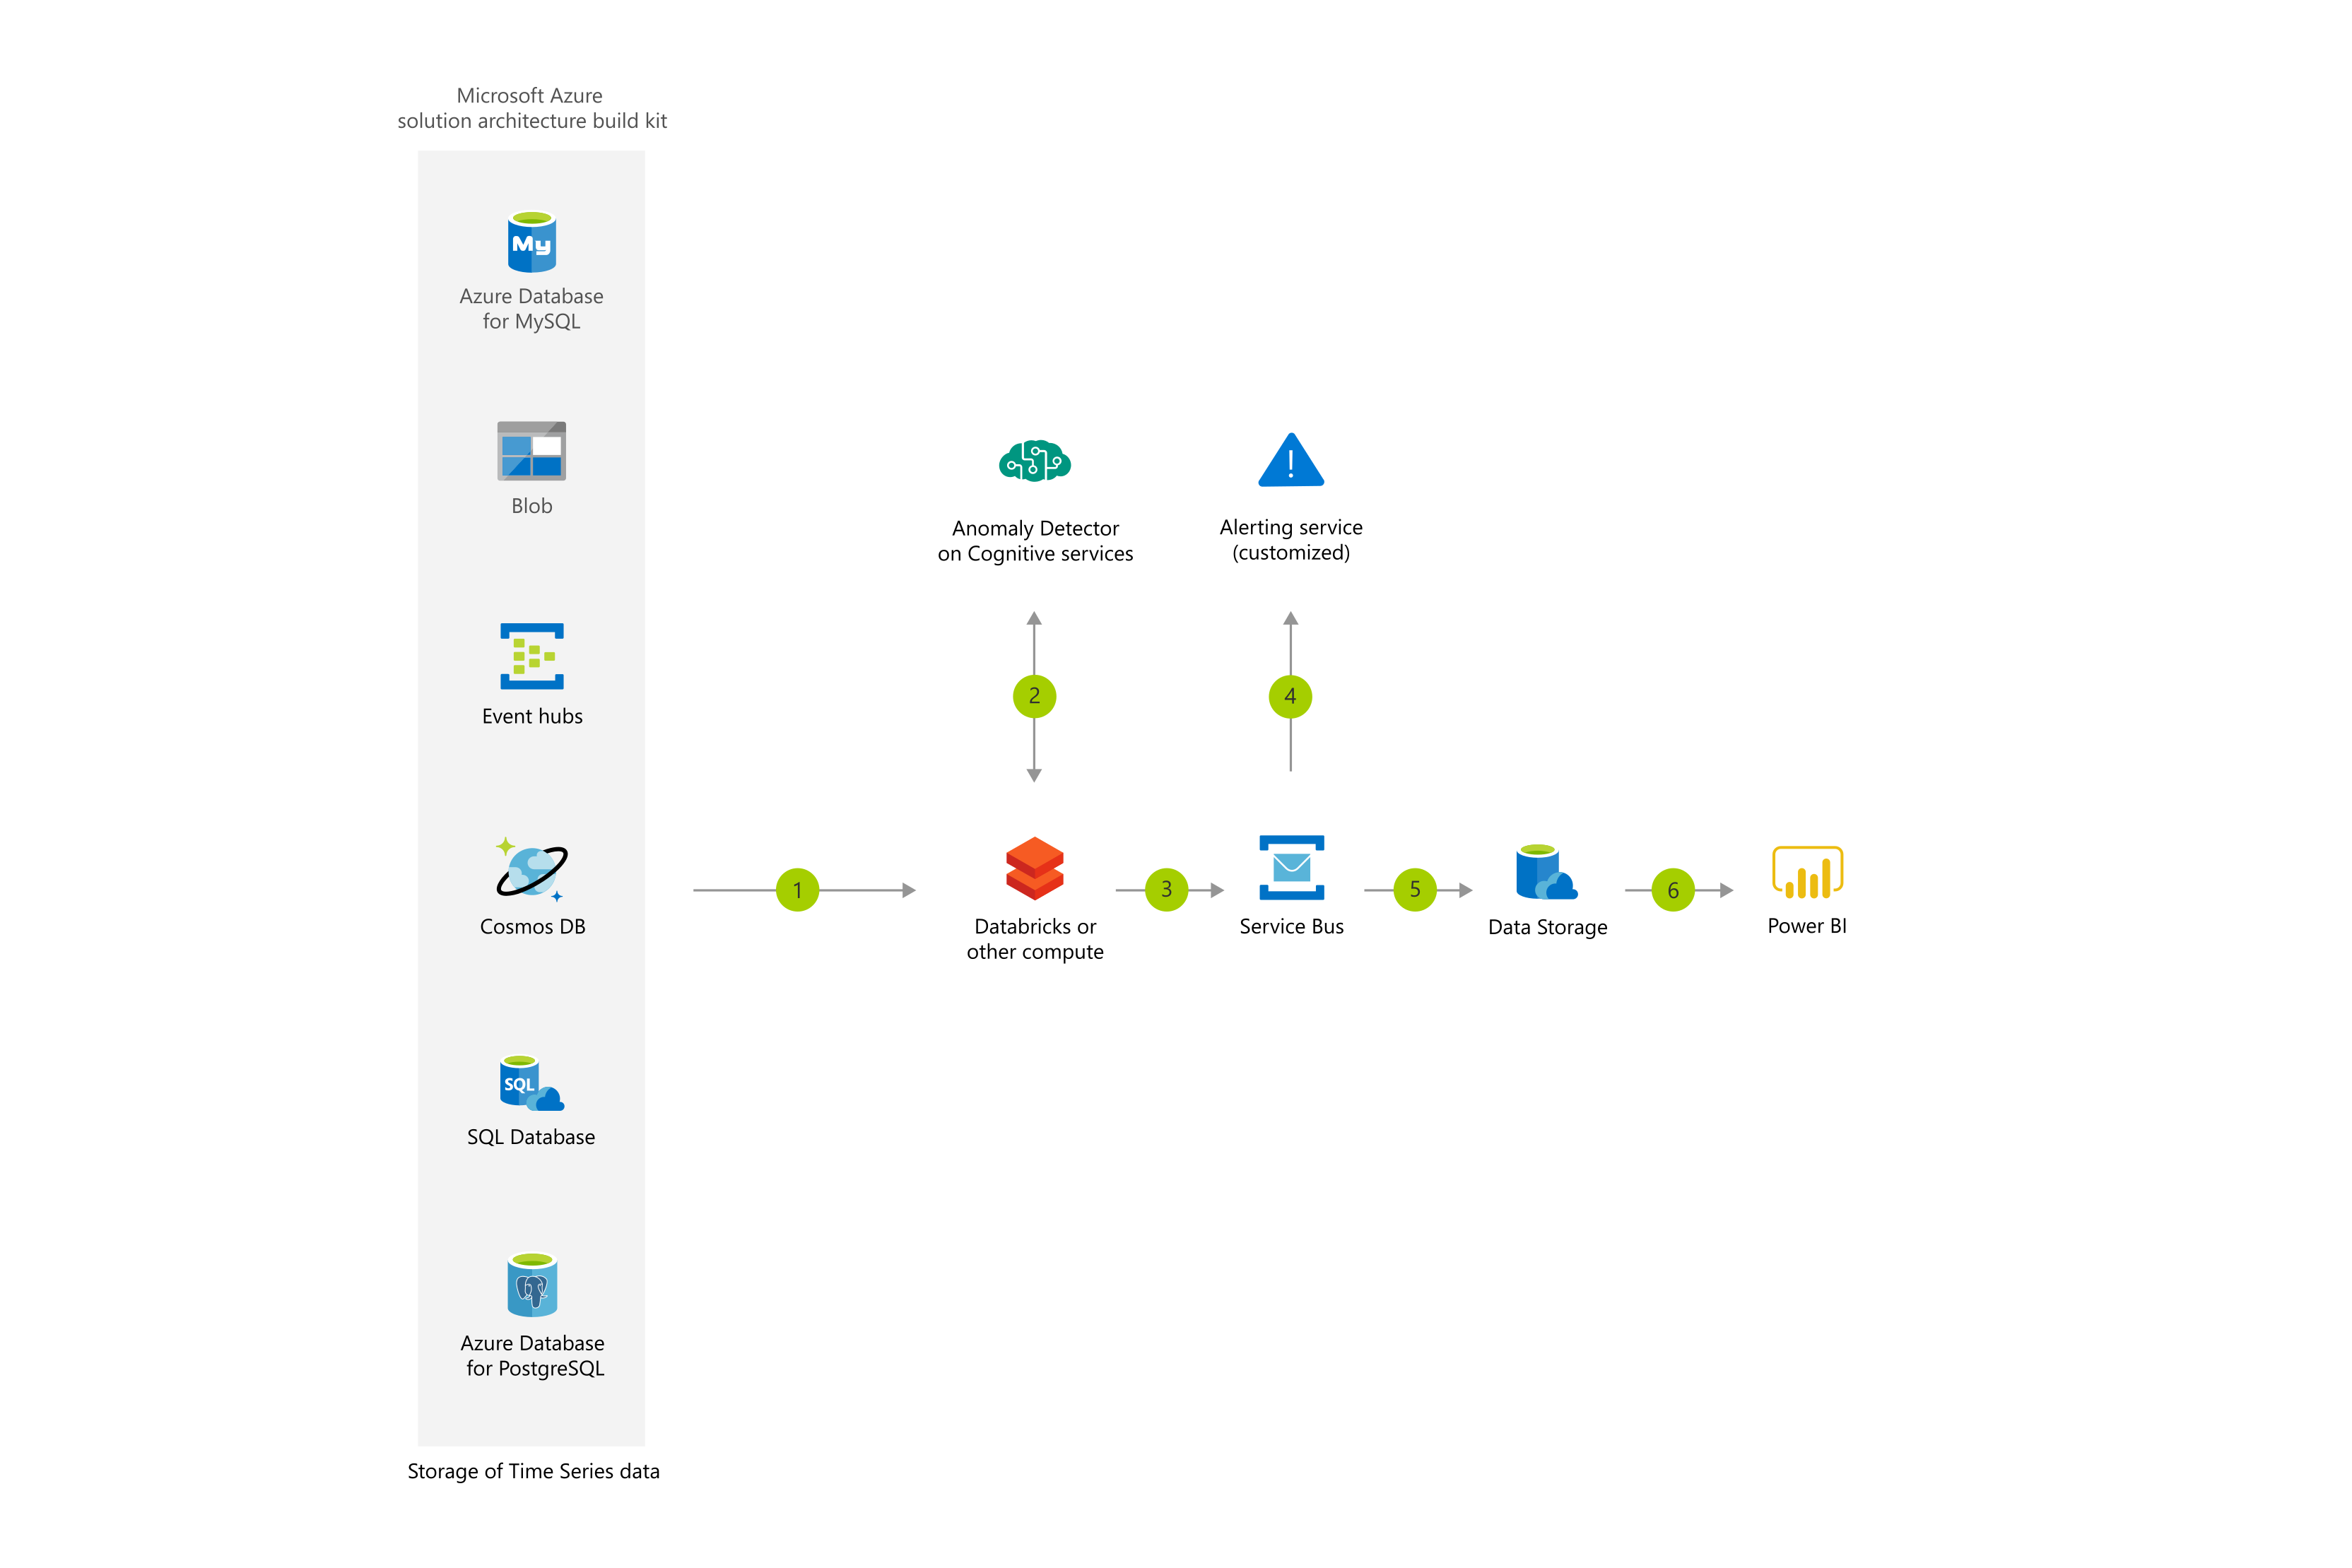 Microsoft Azure
solution architecture build kit
My
Azure Database
for MySQL
Blob
Event hubs
Cosmos DB
SQL
SQL Database
Azure Database
for PostgreSQL
Storage of Time Series data
1
Anomaly Detector
on Cognitive services
2
Databricks or
other compute
3
Alerting service
(customized)
!
4
Service Bus
5
Data Storage
6
Power BI